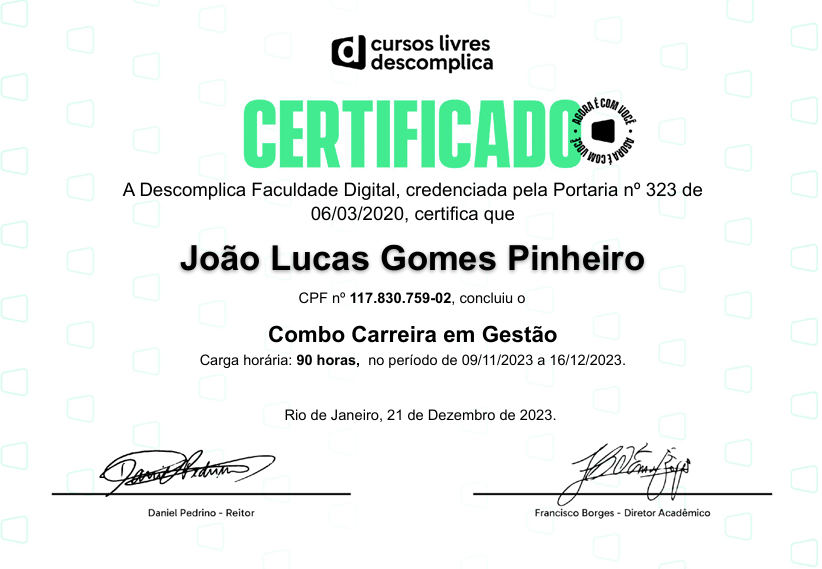 cursos livres
descomplica
CERTIFICADO
AGORA É COM VOCÊ • AGORA É COM VOCÊ •
A Descomplica Faculdade Digital, credenciada pela Portaria nº 323 de
06/03/2020, certifica que
João Lucas Gomes Pinheiro
CPF nº 117.830.759-02, concluiu o
Combo Carreira em Gestão
Carga horária: 90 horas,  no período de 09/11/2023 a 16/12/2023.
Rio de Janeiro, 21 de Dezembro de 2023.
Daniel Pedrino
Daniel Pedrino - Reitor
Francisco Borges - Diretor Acadêmico